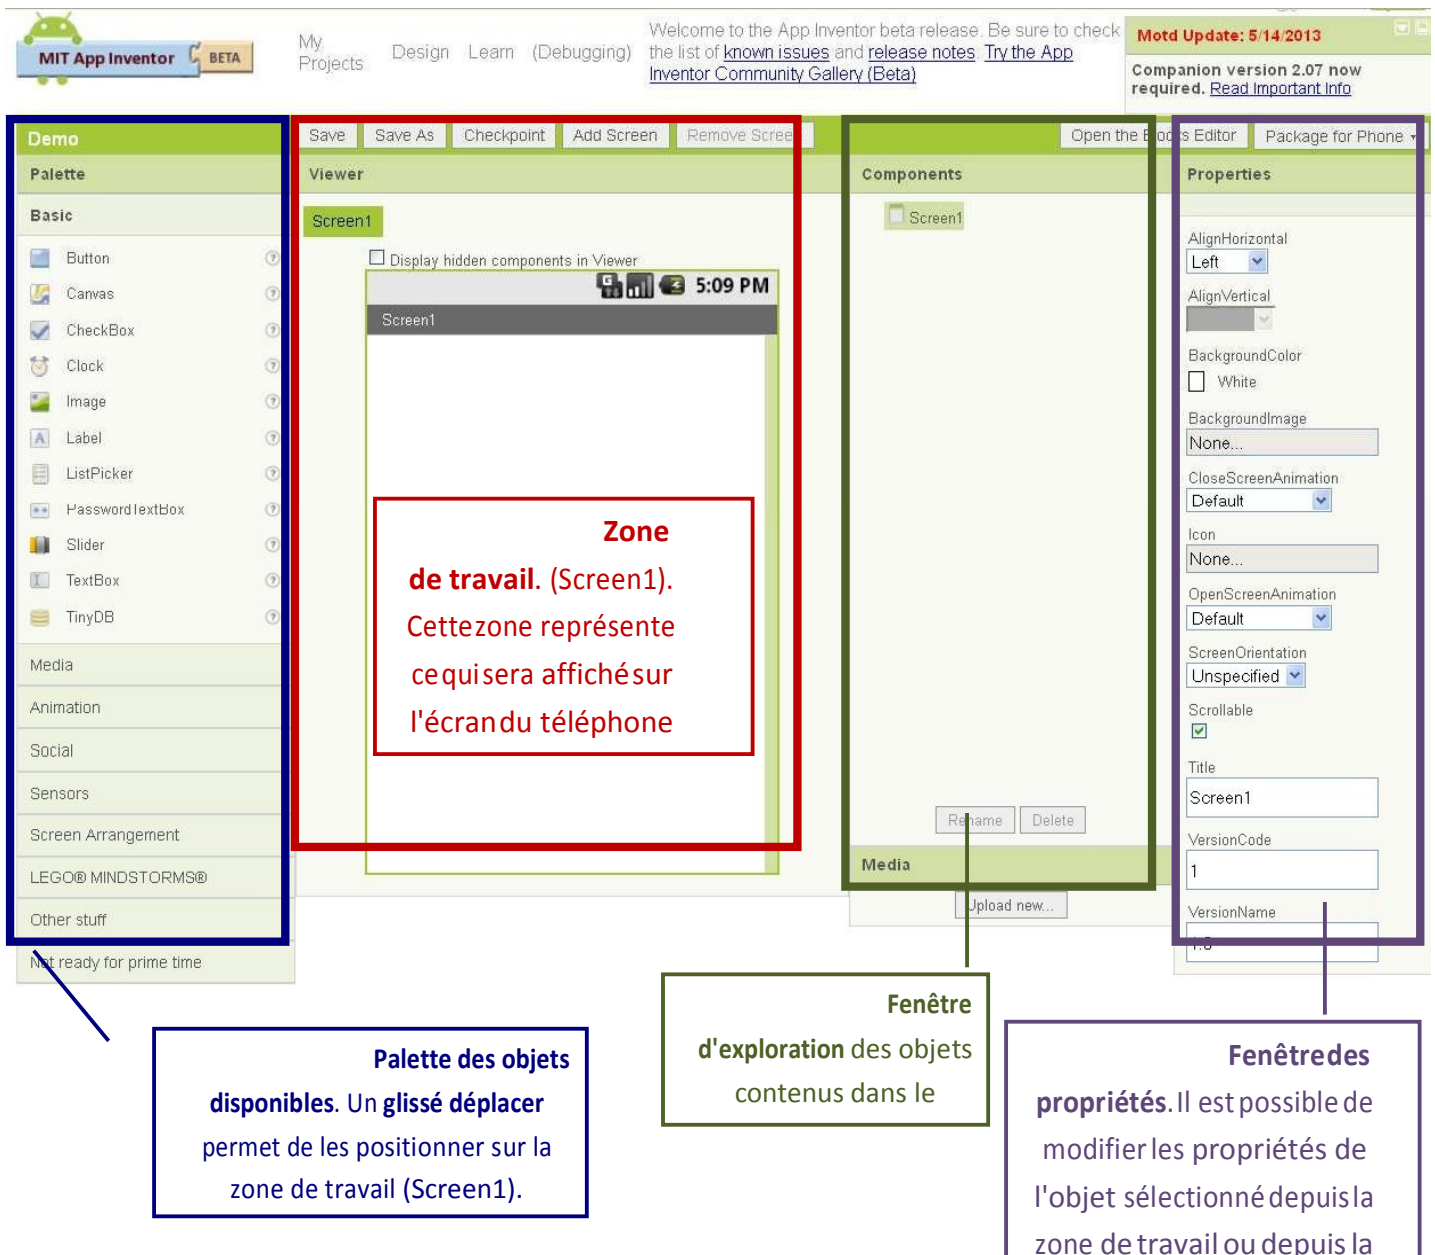 MIT App Inventor BETA
My Projects
Design Learn (Debugging)
Welcome to the App Inventor beta release. Be sure to check
the list of known issues and release notes. Try the App
Inventor Community Gallery (Beta)
Motd Update: 5/14/2013
Companion version 2.07 now
required. Read Important Info
Demo
Save Save As Checkpoint Add Screen Remove Screen
Open the Blocks Editor Package for Phone
Palette
Viewer
Components
Properties
Basic
Button
Canvas
CheckBox
Clock
Image
Label
ListPicker
PasswordTextBox
Slider
TextBox
TinyDB
Media
Animation
Social
Sensors
Screen Arrangement
LEGO® MINDSTORMS®
Other stuff
Not ready for prime time
Screen1
Display hidden components in Viewer
5:09 PM
Screen1
Zone
de travail. (Screen1).
Cette zone représente
ce qui sera affiché sur
l'écran du téléphone
Screen1
Rename Delete
Media
Upload new...
AlignHorizontal
Left
AlignVertical
BackgroundColor
White
BackgroundImage
None...
CloseScreenAnimation
Default
Icon
None...
OpenScreenAnimation
Default
ScreenOrientation
Unspecified
Scrollable
Title
Screen1
VersionCode
1
VersionName
1.0
Palette des objets
disponibles. Un glissé déplacer
permet de les positionner sur la
zone de travail (Screen1).
Fenêtre
d'exploration des objets
contenus dans le
Fenêtre des
propriétés. Il est possible de
modifier les propriétés de
l'objet sélectionné depuis la
zone de travail ou depuis la